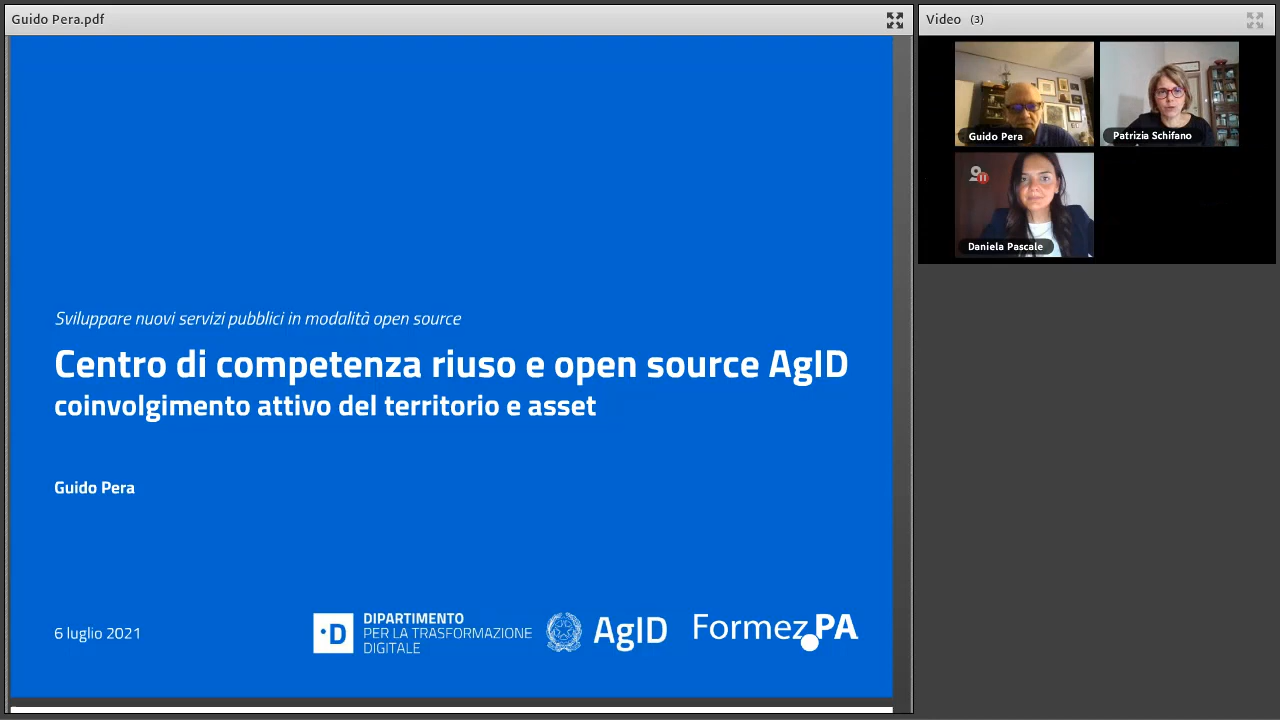 Guido Pera.pdf
Video (3)
Guido Pera
Patrizia Schifano
Daniela Pascale
Sviluppare nuovi servizi pubblici in modalità open source
Centro di competenza riuso e open source AgID
coinvolgimento attivo del territorio e asset
Guido Pera
6 luglio 2021
·D
DIPARTIMENTO
PER LA TRASFORMAZIONE
DIGITALE
AgID
Formez PA